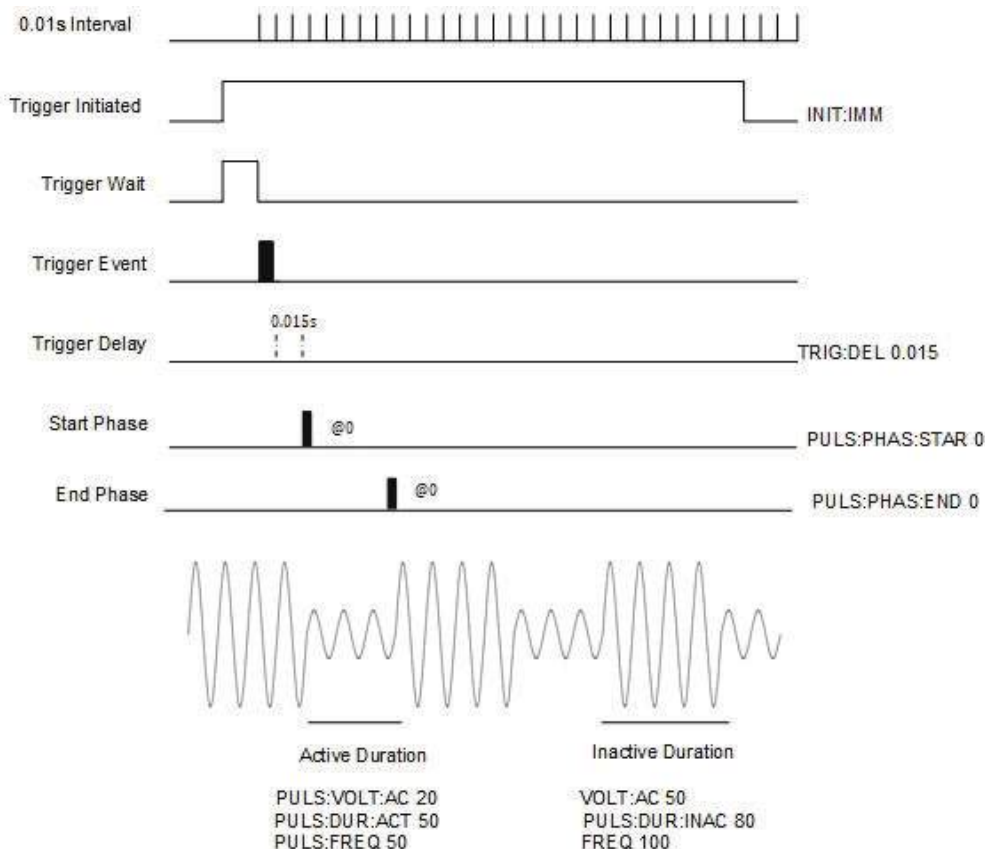 0.01s Interval
Trigger Initiated
INIT:IMM
Trigger Wait
Trigger Event
0.015s
Trigger Delay
TRIG:DEL 0.015
Start Phase
@0
PULS:PHAS:STAR 0
End Phase
@0
PULS:PHAS:END 0
Active Duration
Inactive Duration
PULS:VOLT:AC 20
VOLT:AC 50
PULS:DUR:ACT 50
PULS:DUR:INAC 80
PULS:FREQ 50
FREQ 100